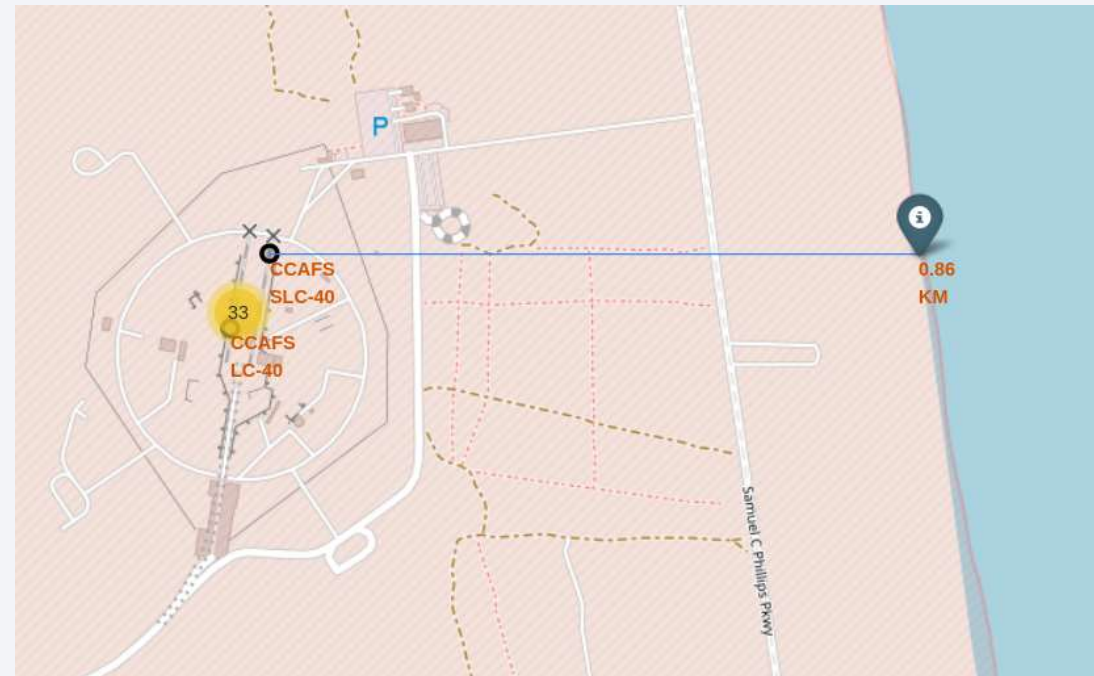 P
CCAFS
SLC-40
0.86
KM
33
CCAFS
LC-40
Samuel C Phillips Pkwy